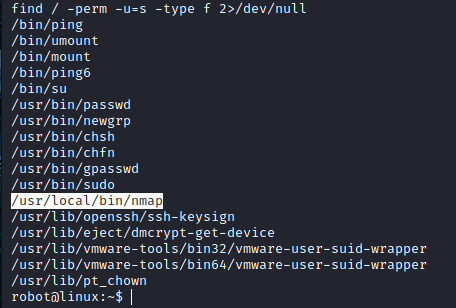 find / -perm -u=s -type f 2>/dev/null
/bin/ping
/bin/umount
/bin/mount
/bin/ping6
/bin/su
/usr/bin/passwd
/usr/bin/newgrp
/usr/bin/chsh
/usr/bin/chfn
/usr/bin/gpasswd
/usr/bin/sudo
/usr/local/bin/nmap
/usr/lib/openssh/ssh-keysign
/usr/lib/eject/dmcrypt-get-device
/usr/lib/vmware-tools/bin32/vmware-user-suid-wrapper
/usr/lib/vmware-tools/bin64/vmware-user-suid-wrapper
/usr/lib/pt_chown
robot@linux:~$